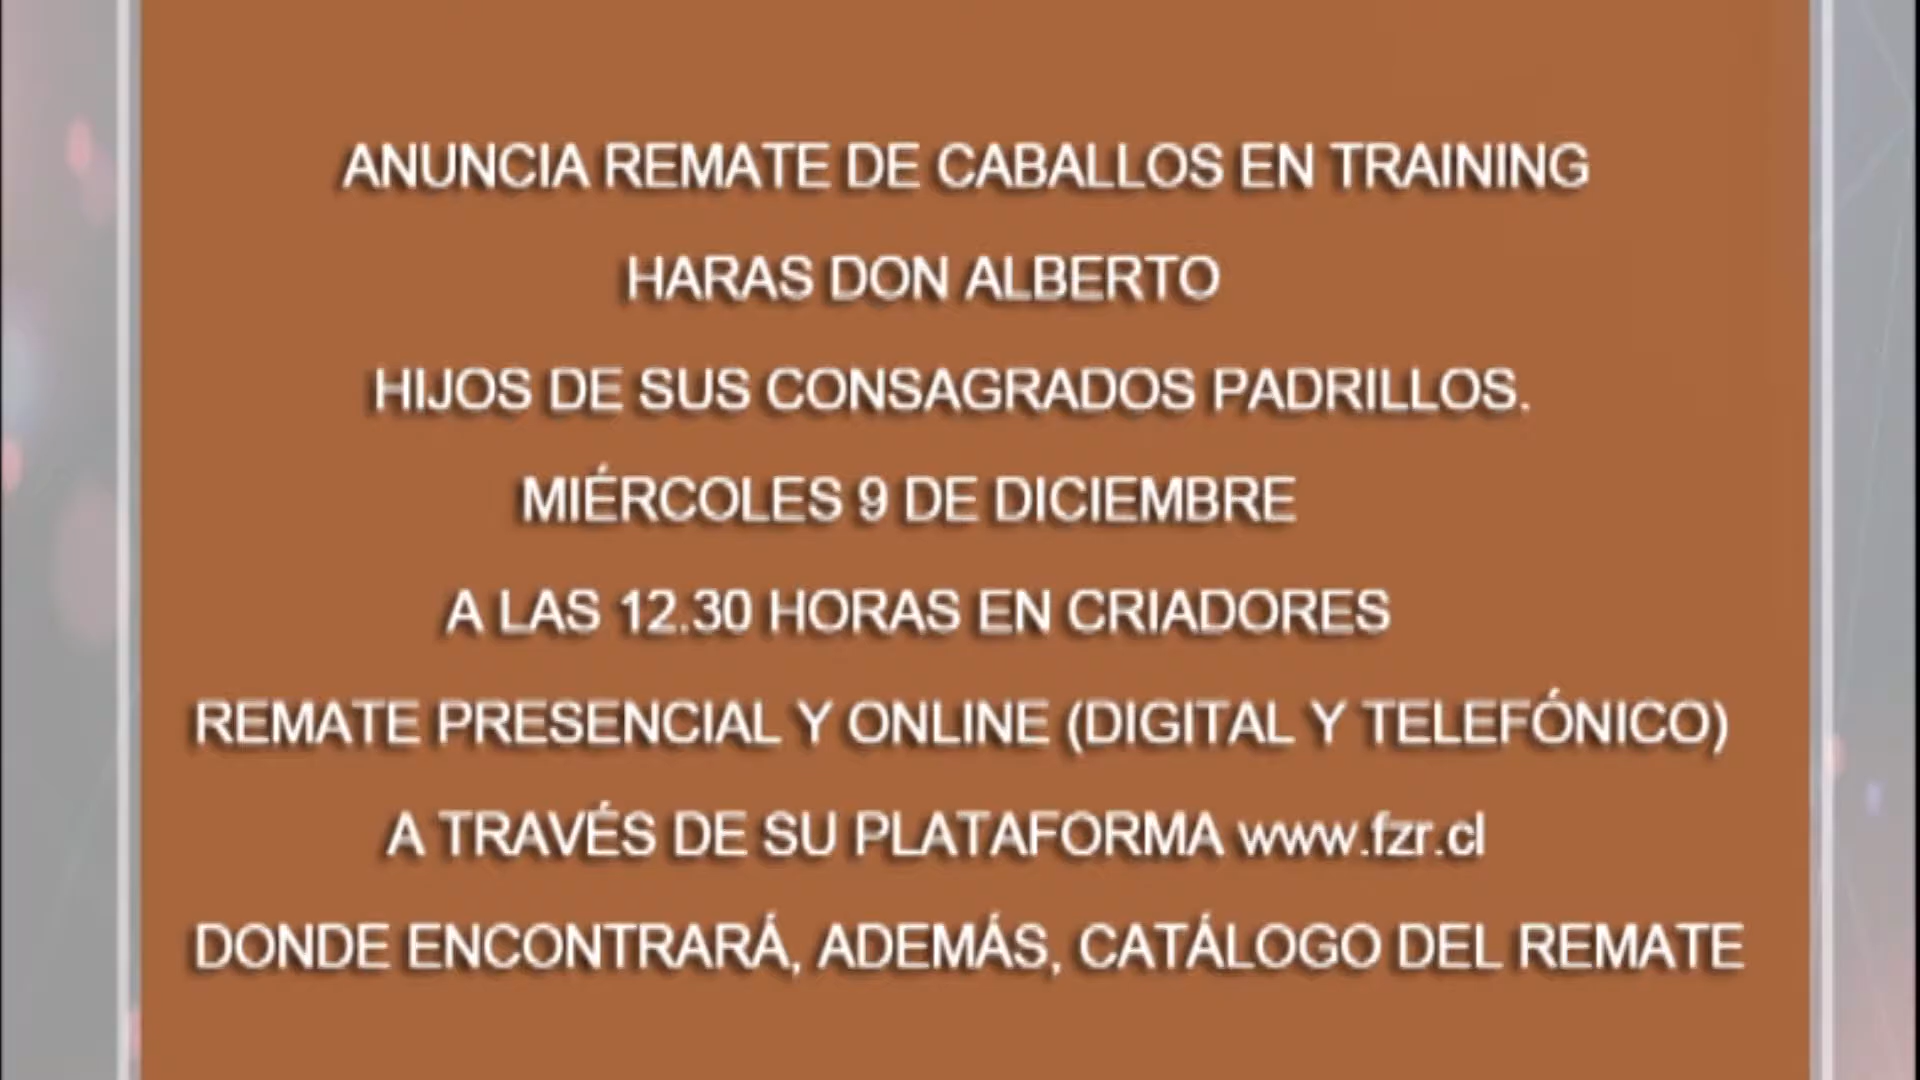 ANUNCIA REMATE DE CABALLOS EN TRAINING
HARAS DON ALBERTO
HIJOS DE SUS CONSAGRADOS PADRILLOS.
MIÉRCOLES 9 DE DICIEMBRE
A LAS 12.30 HORAS EN CRIADORES
REMATE PRESENCIAL Y ONLINE (DIGITAL Y TELEFÓNICO)
A TRAVÉS DE SU PLATAFORMA www.fzr.cl
DONDE ENCONTRARÁ, ADEMÁS, CATÁLOGO DEL REMATE